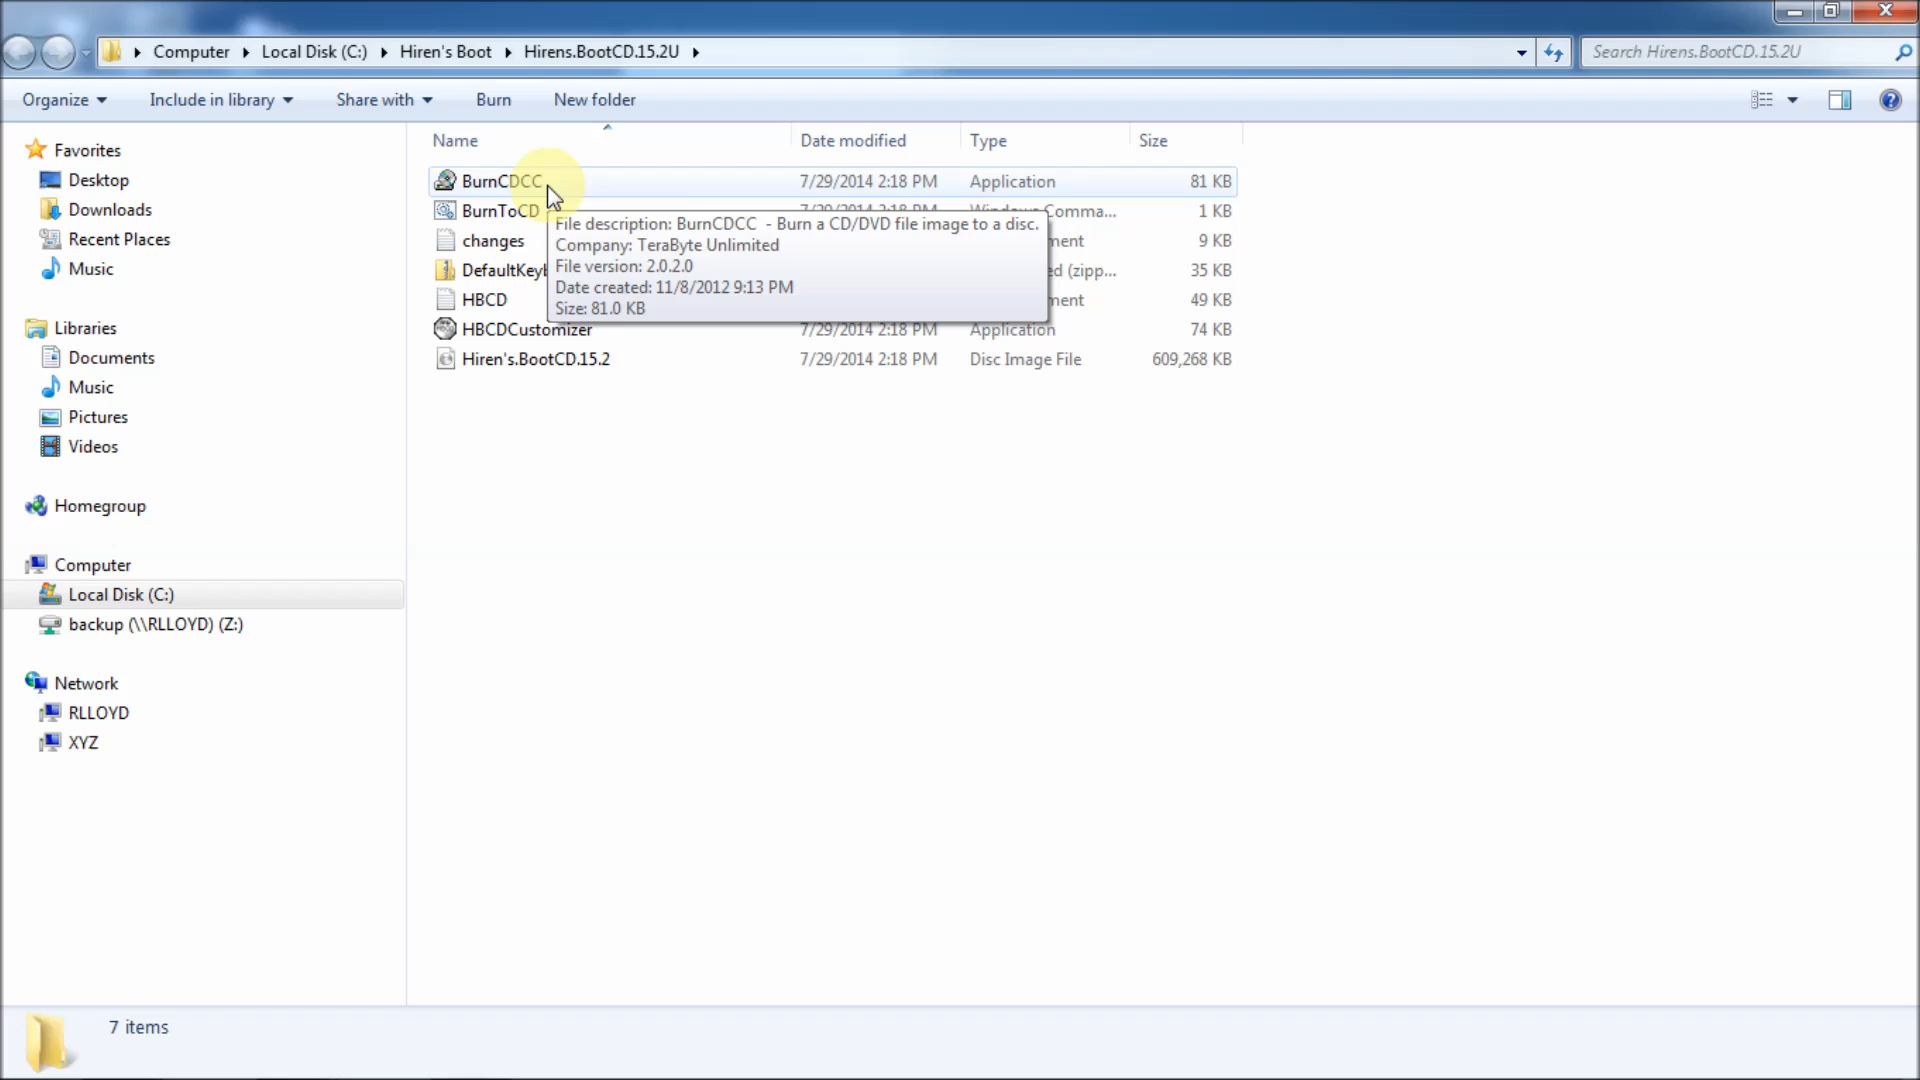 Computer Local Disk (C:) Hiren's Boot Hirens.BootCD.15.2U Search Hirens.BootCD.15.2U
Organize Include in library Share with Burn New folder
Name Date modified Type Size
BurnCDCC 7/29/2014 2:18 PM Application 81 KB
BurnToCD 7/29/2014 2:18 PM Windows Comma... 1 KB
File description: BurnCDCC - Burn a CD/DVD file image to a disc.
Company: TeraByte Unlimited
File version: 2.0.2.0
Date created: 11/8/2012 9:13 PM
Size: 81.0 KB
changes 9 KB
35 KB
HBCD 49 KB
HBCDCustomizer 7/29/2014 2:18 PM Application 74 KB
Hiren's.BootCD.15.2 7/29/2014 2:18 PM Disc Image File 609,268 KB
Favorites
Desktop
Downloads
Recent Places
Music
Libraries
Documents
Music
Pictures
Videos
Homegroup
Computer
Local Disk (C:)
backup (\\RLLOYD) (Z:)
Network
RLLOYD
XYZ
7 items